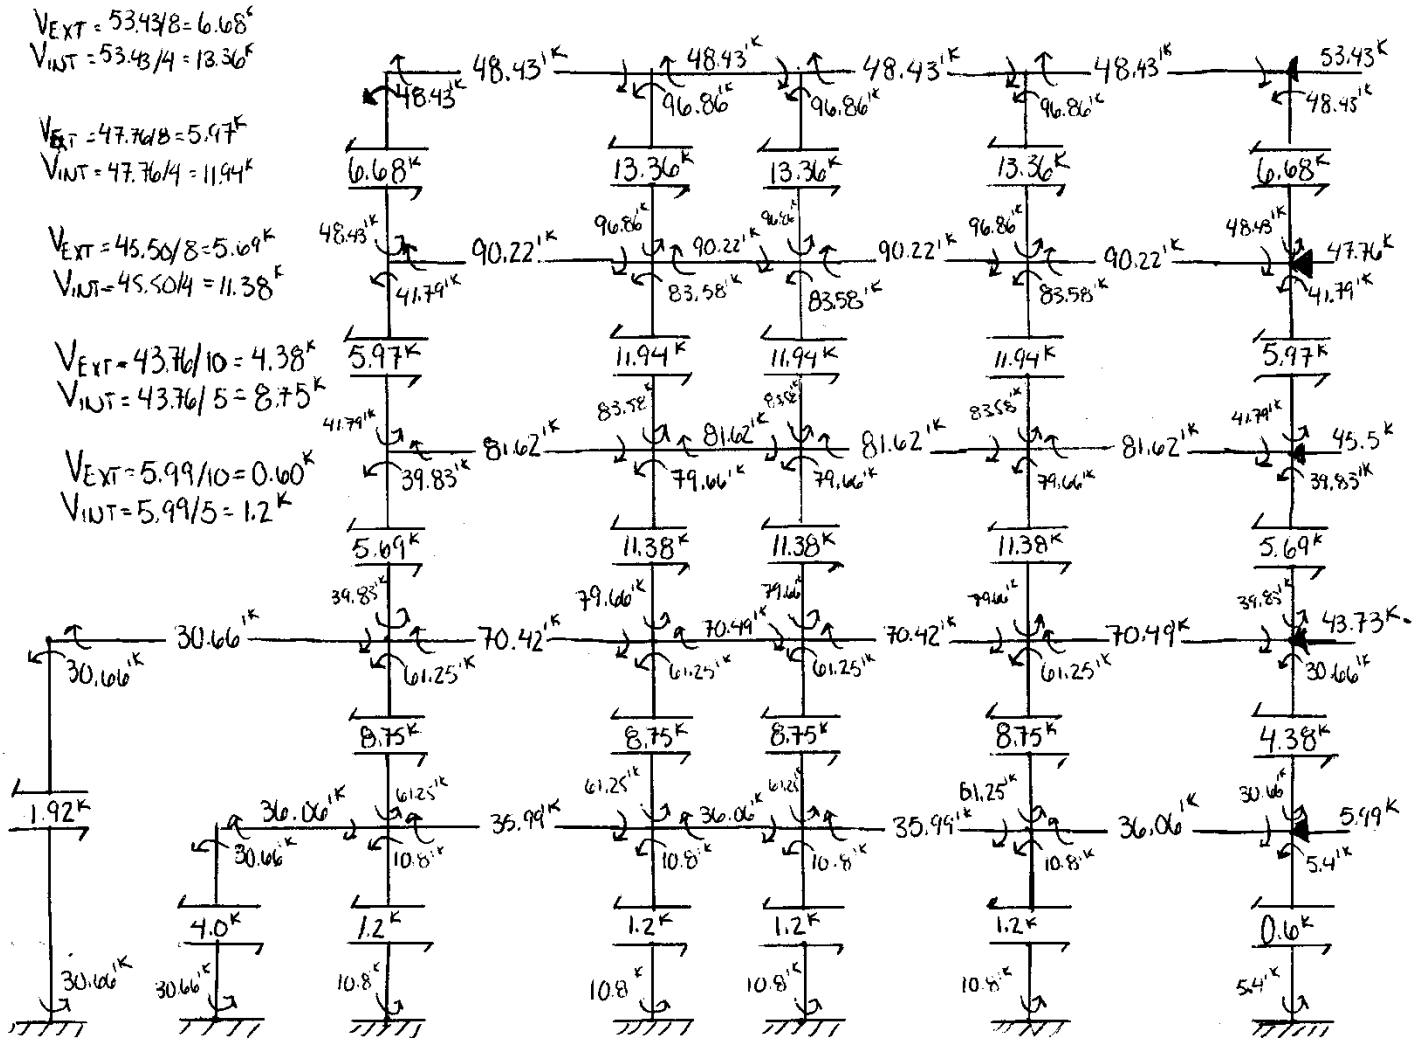 VEXT = 53.43/8 = 6.68ᴷ
VINT = 53.43/4 = 13.36ᴷ
VEXT = 47.76/8 = 5.97ᴷ
VINT = 47.76/4 = 11.94ᴷ
VEXT = 45.50/8 = 5.69ᴷ
VINT = 45.50/4 = 11.38ᴷ
VEXT = 43.76/10 = 4.38ᴷ
VINT = 43.76/5 = 8.75ᴷ
VEXT = 5.99/10 = 0.60ᴷ
VINT = 5.99/5 = 1.2ᴷ
48.43'ᴷ 48.43'ᴷ 48.43'ᴷ 48.43'ᴷ 53.43ᴷ
48.43'ᴷ 96.86'ᴷ 96.86'ᴷ 96.86'ᴷ 48.43'ᴷ
6.68ᴷ 13.36ᴷ 13.36ᴷ 13.36ᴷ 6.68ᴷ
48.43'ᴷ 96.86'ᴷ 96.86'ᴷ 96.86'ᴷ 48.43'ᴷ
90.22'ᴷ 90.22'ᴷ 90.22'ᴷ 90.22'ᴷ 47.76ᴷ
41.79'ᴷ 83.58'ᴷ 83.58'ᴷ 83.58'ᴷ 41.79'ᴷ
5.97ᴷ 11.94ᴷ 11.94ᴷ 11.94ᴷ 5.97ᴷ
41.79'ᴷ 83.58'ᴷ 83.58'ᴷ 83.58'ᴷ 41.79'ᴷ
81.62'ᴷ 81.62'ᴷ 81.62'ᴷ 81.62'ᴷ 45.5ᴷ
39.83'ᴷ 79.66'ᴷ 79.66'ᴷ 79.66'ᴷ 39.83'ᴷ
5.69ᴷ 11.38ᴷ 11.38ᴷ 11.38ᴷ 5.69ᴷ
39.83'ᴷ 79.66'ᴷ 79.66'ᴷ 79.66'ᴷ 39.83'ᴷ
30.66'ᴷ 70.42'ᴷ 70.49'ᴷ 70.42'ᴷ 70.49'ᴷ 43.73ᴷ
30.66'ᴷ 61.25'ᴷ 61.25'ᴷ 61.25'ᴷ 61.25'ᴷ 30.66'ᴷ
8.75ᴷ 8.75ᴷ 8.75ᴷ 8.75ᴷ 4.38ᴷ
61.25'ᴷ 61.25'ᴷ 61.25'ᴷ 61.25'ᴷ 30.66'ᴷ
1.92ᴷ 36.06'ᴷ 35.99'ᴷ 36.06'ᴷ 35.99'ᴷ 36.06'ᴷ 5.99ᴷ
30.66'ᴷ 10.8'ᴷ 10.8'ᴷ 10.8'ᴷ 10.8'ᴷ 5.4'ᴷ
4.0ᴷ 1.2ᴷ 1.2ᴷ 1.2ᴷ 1.2ᴷ 0.6ᴷ
30.66'ᴷ 30.66'ᴷ 10.8'ᴷ 10.8'ᴷ 10.8'ᴷ 10.8'ᴷ 5.4'ᴷ